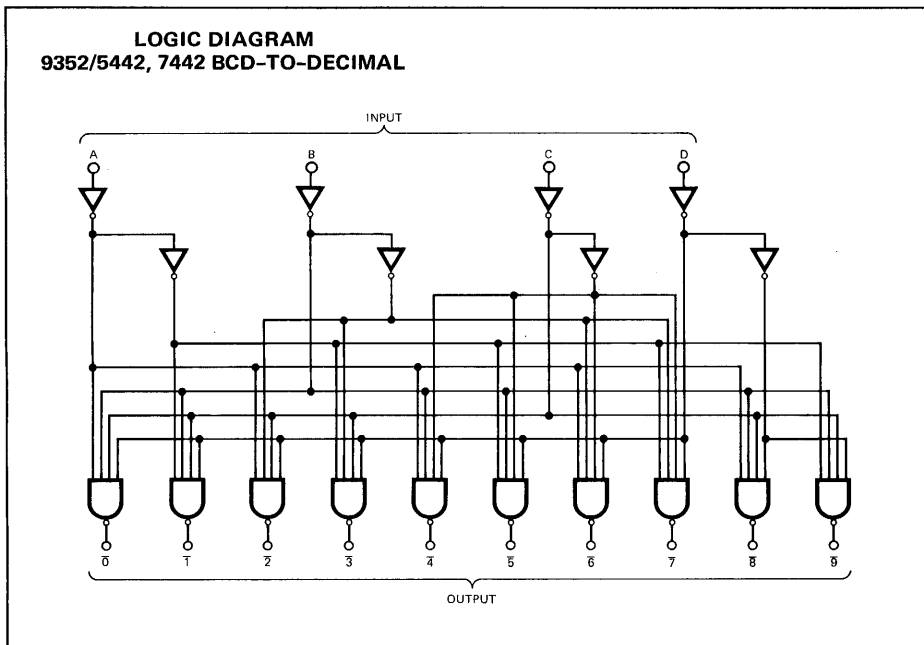 LOGIC DIAGRAM
9352/5442, 7442 BCD-TO-DECIMAL
INPUT
A B C D
0̅ 1̅ 2̅ 3̅ 4̅ 5̅ 6̅ 7̅ 8̅ 9̅
OUTPUT